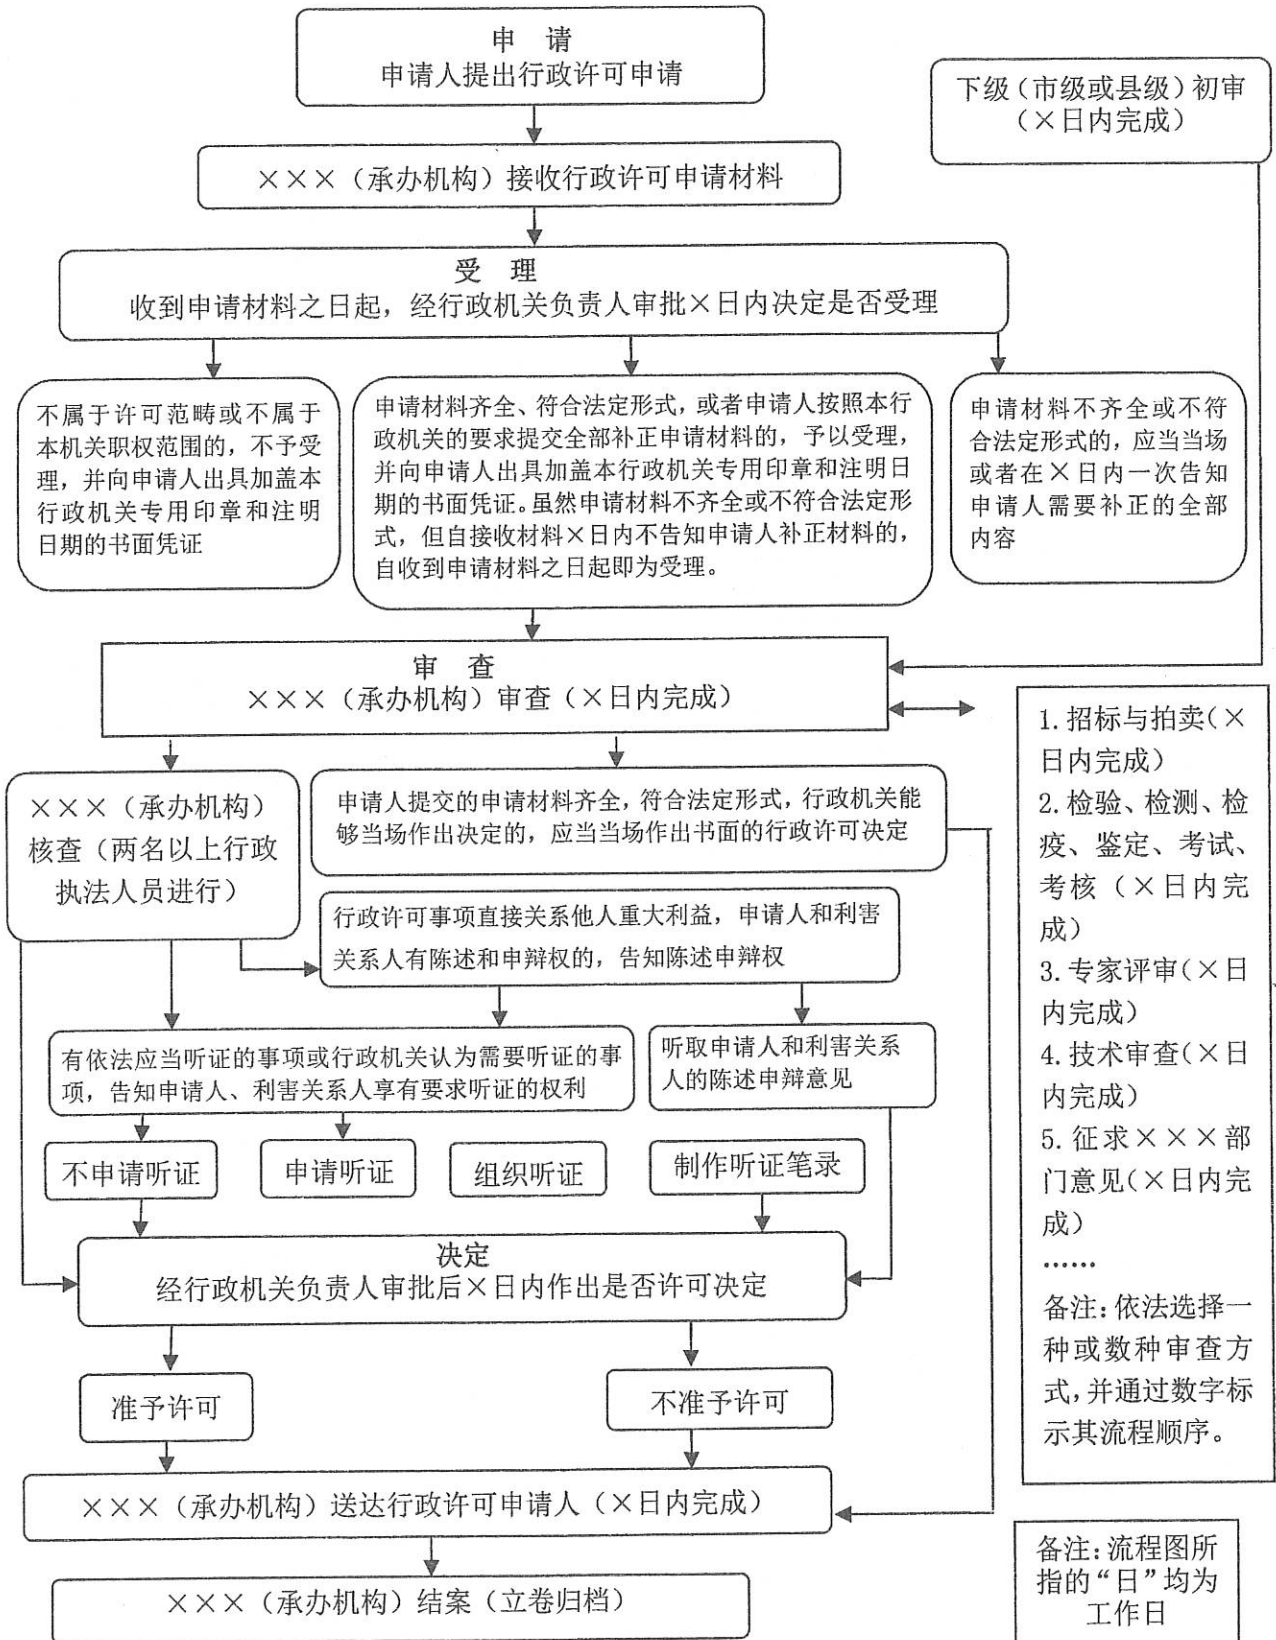 申 请
申请人提出行政许可申请
下级（市级或县级）初审
（×日内完成）
×××（承办机构）接收行政许可申请材料
受 理
收到申请材料之日起，经行政机关负责人审批×日内决定是否受理
不属于许可范畴或不属于
本机关职权范围的，不予受
理，并向申请人出具加盖本
行政机关专用印章和注明
日期的书面凭证
申请材料齐全、符合法定形式，或者申请人按照本行
政机关的要求提交全部补正申请材料的，予以受理，
并向申请人出具加盖本行政机关专用印章和注明日
期的书面凭证。虽然申请材料不齐全或不符合法定形
式，但自接收材料×日内不告知申请人补正材料的，
自收到申请材料之日起即为受理。
申请材料不齐全或不符
合法定形式的，应当当场
或者在×日内一次告知
申请人需要补正的全部
内容
审 查
×××（承办机构）审查（×日内完成）
×××（承办机构）
核查（两名以上行政
执法人员进行）
申请人提交的申请材料齐全，符合法定形式，行政机关能
够当场作出决定的，应当当场作出书面的行政许可决定
行政许可事项直接关系他人重大利益，申请人和利害
关系人有陈述和申辩权的，告知陈述申辩权
有依法应当听证的事项或行政机关认为需要听证的事
项，告知申请人、利害关系人享有要求听证的权利
听取申请人和利害关系
人的陈述申辩意见
不申请听证
申请听证
组织听证
制作听证笔录
决定
经行政机关负责人审批后×日内作出是否许可决定
准予许可
不准予许可
×××（承办机构）送达行政许可申请人（×日内完成）
×××（承办机构）结案（立卷归档）
1.招标与拍卖(×
日内完成)
2.检验、检测、检
疫、鉴定、考试、
考核（×日内完
成)
3.专家评审(×日
内完成)
4.技术审查(×日
内完成)
5.征求×××部
门意见(×日内完
成)
……
备注:依法选择一
种或数种审查方
式,并通过数字标
示其流程顺序。
备注:流程图所
指的“日”均为
工作日